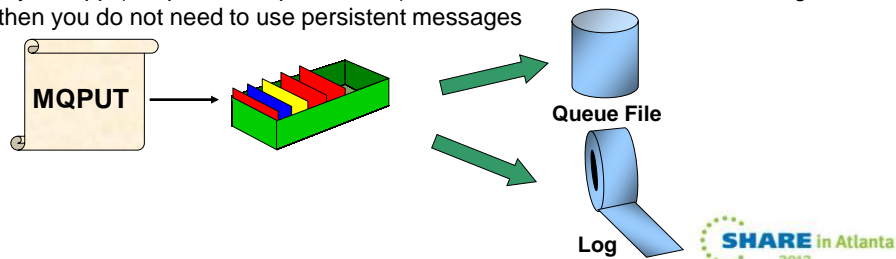 then you do not need to use persistent messages
MQPUT
Queue File
Log
SHARE in Atlanta